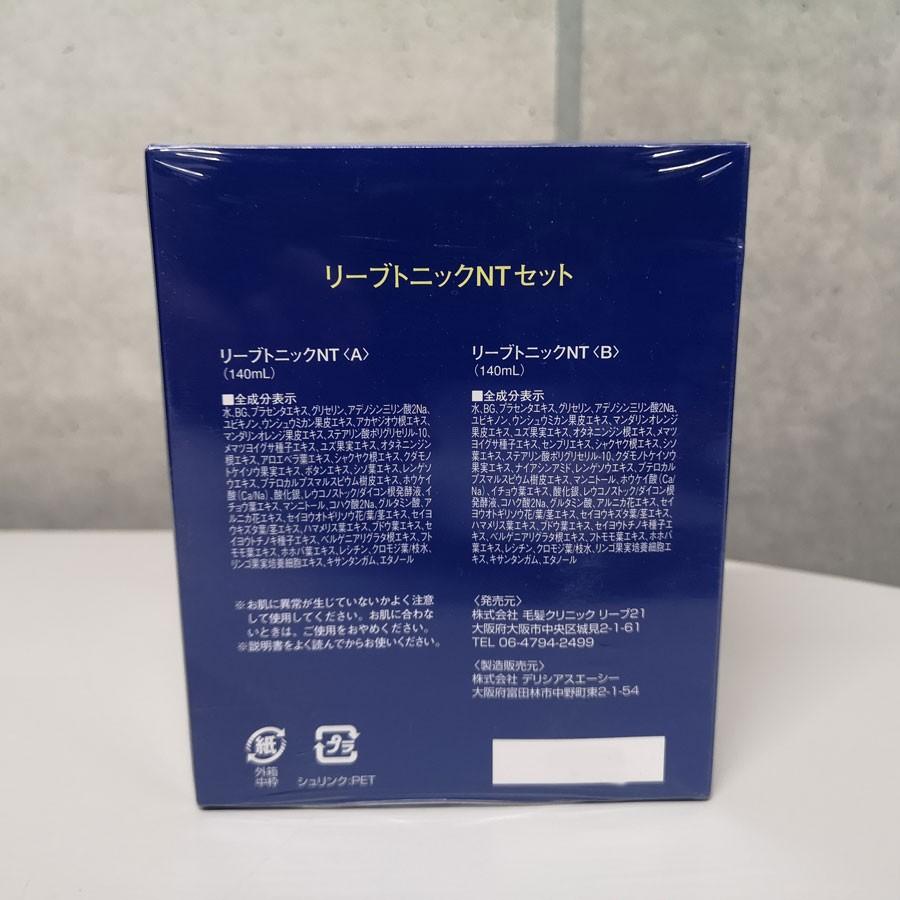 リーブトニックNTセット
リーブトニックNT〈A〉
（140mL）
■全成分表示
水､BG､プラセンタエキス､グリセリン､アデノシン三リン酸2Na､
ユビキノン､ウンシュウミカン果皮エキス､アカヤジオウ根エキス､
マンダリンオレンジ果皮エキス､ステアリン酸ポリグリセリル-10､
メマツヨイグサ種子エキス､ユズ果実エキス､オタネニンジン
根エキス､アロエベラ葉エキス､シャクヤク根エキス､クダモノ
トケイソウ果実エキス､ボタンエキス､シソ葉エキス､レンゲソ
ウエキス､プテロカルプスマルスピウム樹皮エキス､ホウケイ
酸（Ca/Na）､酸化銀､レウコノストック/ダイコン根発酵液､イ
チョウ葉エキス､マンニトール､コハク酸2Na､グルタミン酸､ア
ルニカ花エキス､セイヨウオトギリソウ花/葉/茎エキス､セイヨ
ウキズタ葉/茎エキス､ハマメリス葉エキス､ブドウ葉エキス､セ
イヨウトチノキ種子エキス､ベルゲニアリグラタ根エキス､フト
モモ葉エキス､ホホバ葉エキス､レシチン､クロモジ葉/枝水､
リンゴ果実培養細胞エキス､キサンタンガム､エタノール
※お肌に異常が生じていないかよく注意
して使用してください。お肌に合わな
いときは、ご使用をおやめください。
※説明書をよく読んでからお使いください。
紙
外箱
中枠
プラ
シュリンク:PET
リーブトニックNT〈B〉
（140mL）
■全成分表示
水､BG､プラセンタエキス､グリセリン､アデノシン三リン酸2Na､
ユビキノン､ウンシュウミカン果皮エキス､マンダリンオレンジ
果皮エキス､ユズ果実エキス､オタネニンジン根エキス､メマツ
ヨイグサ種子エキス､センブリエキス､シャクヤク根エキス､シソ
葉エキス､ステアリン酸ポリグリセリル-10､クダモノトケイソウ
果実エキス､ナイアシンアミド､レンゲソウエキス､プテロカル
プスマルスピウム樹皮エキス､マンニトール､ホウケイ酸（Ca/
Na）､イチョウ葉エキス､酸化銀､レウコノストック/ダイコン根
発酵液､コハク酸2Na､グルタミン酸､アルニカ花エキス､セイ
ヨウオトギリソウ花/葉/茎エキス､セイヨウキズタ葉/茎エキス､
ハマメリス葉エキス､ブドウ葉エキス､セイヨウトチノキ種子エ
キス､ベルゲニアリグラタ根エキス､フトモモ葉エキス､ホホバ
葉エキス､レシチン､クロモジ葉/枝水､リンゴ果実培養細胞エ
キス､キサンタンガム､エタノール
〈発売元〉
株式会社 毛髪クリニック リーブ21
大阪府大阪市中央区城見2-1-61
TEL 06-4794-2499
〈製造販売元〉
株式会社 デリシアスエーシー
大阪府富田林市中野町東2-1-54